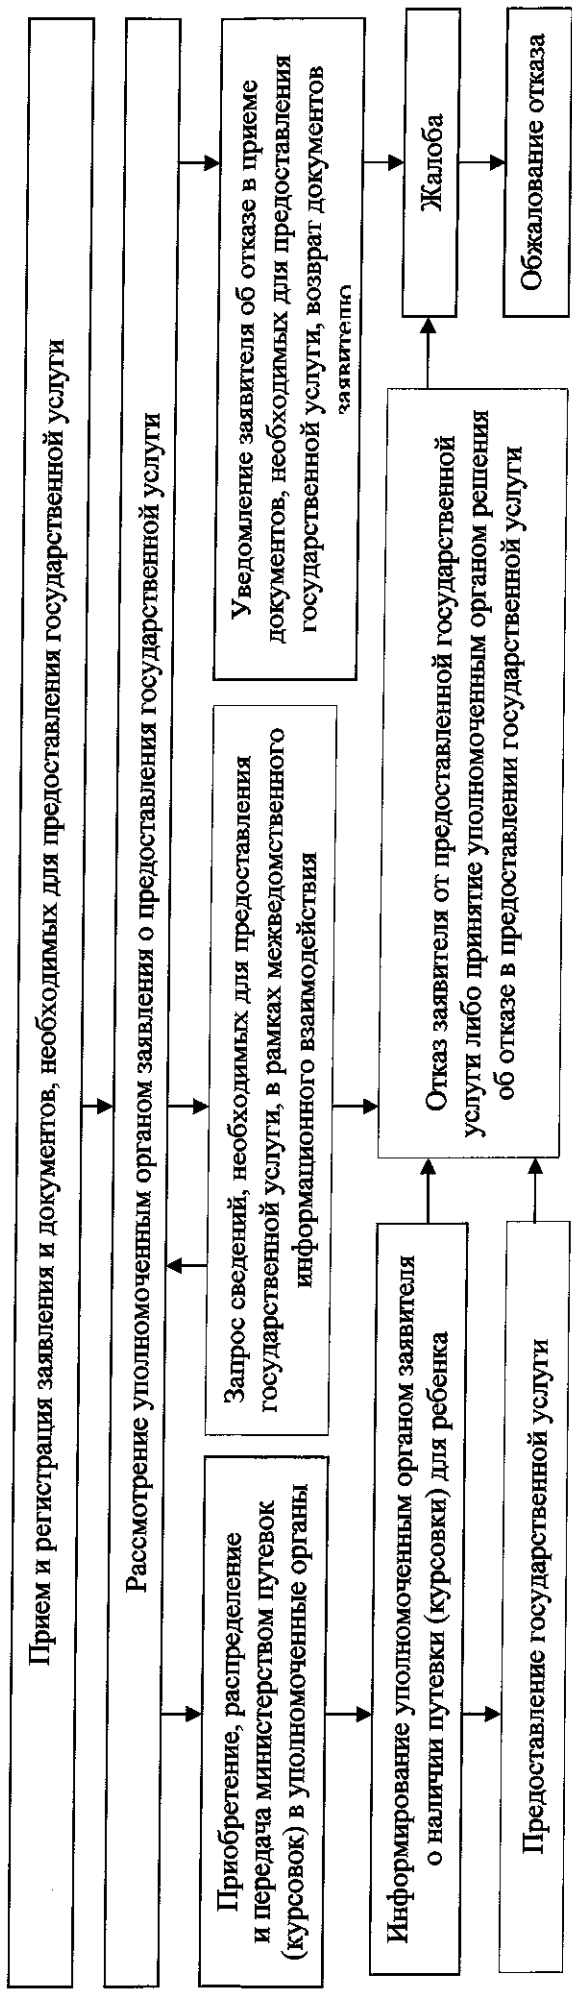 Прием и регистрация заявления и документов, необходимых для предоставления государственной услуги
Рассмотрение уполномоченным органом заявления о предоставлении государственной услуги
Приобретение, распределение
и передача министерством путевок
(курсовок) в уполномоченные органы
Запрос сведений, необходимых для предоставления
государственной услуги, в рамках межведомственного
информационного взаимодействия
Уведомление заявителя об отказе в приеме
документов, необходимых для предоставления
государственной услуги, возврат документов
заявителю
Информирование уполномоченным органом заявителя
о наличии путевки (курсовки) для ребенка
Отказ заявителя от предоставленной государственной
услуги либо принятие уполномоченным органом решения
об отказе в предоставлении государственной услуги
Жалоба
Предоставление государственной услуги
Обжалование отказа